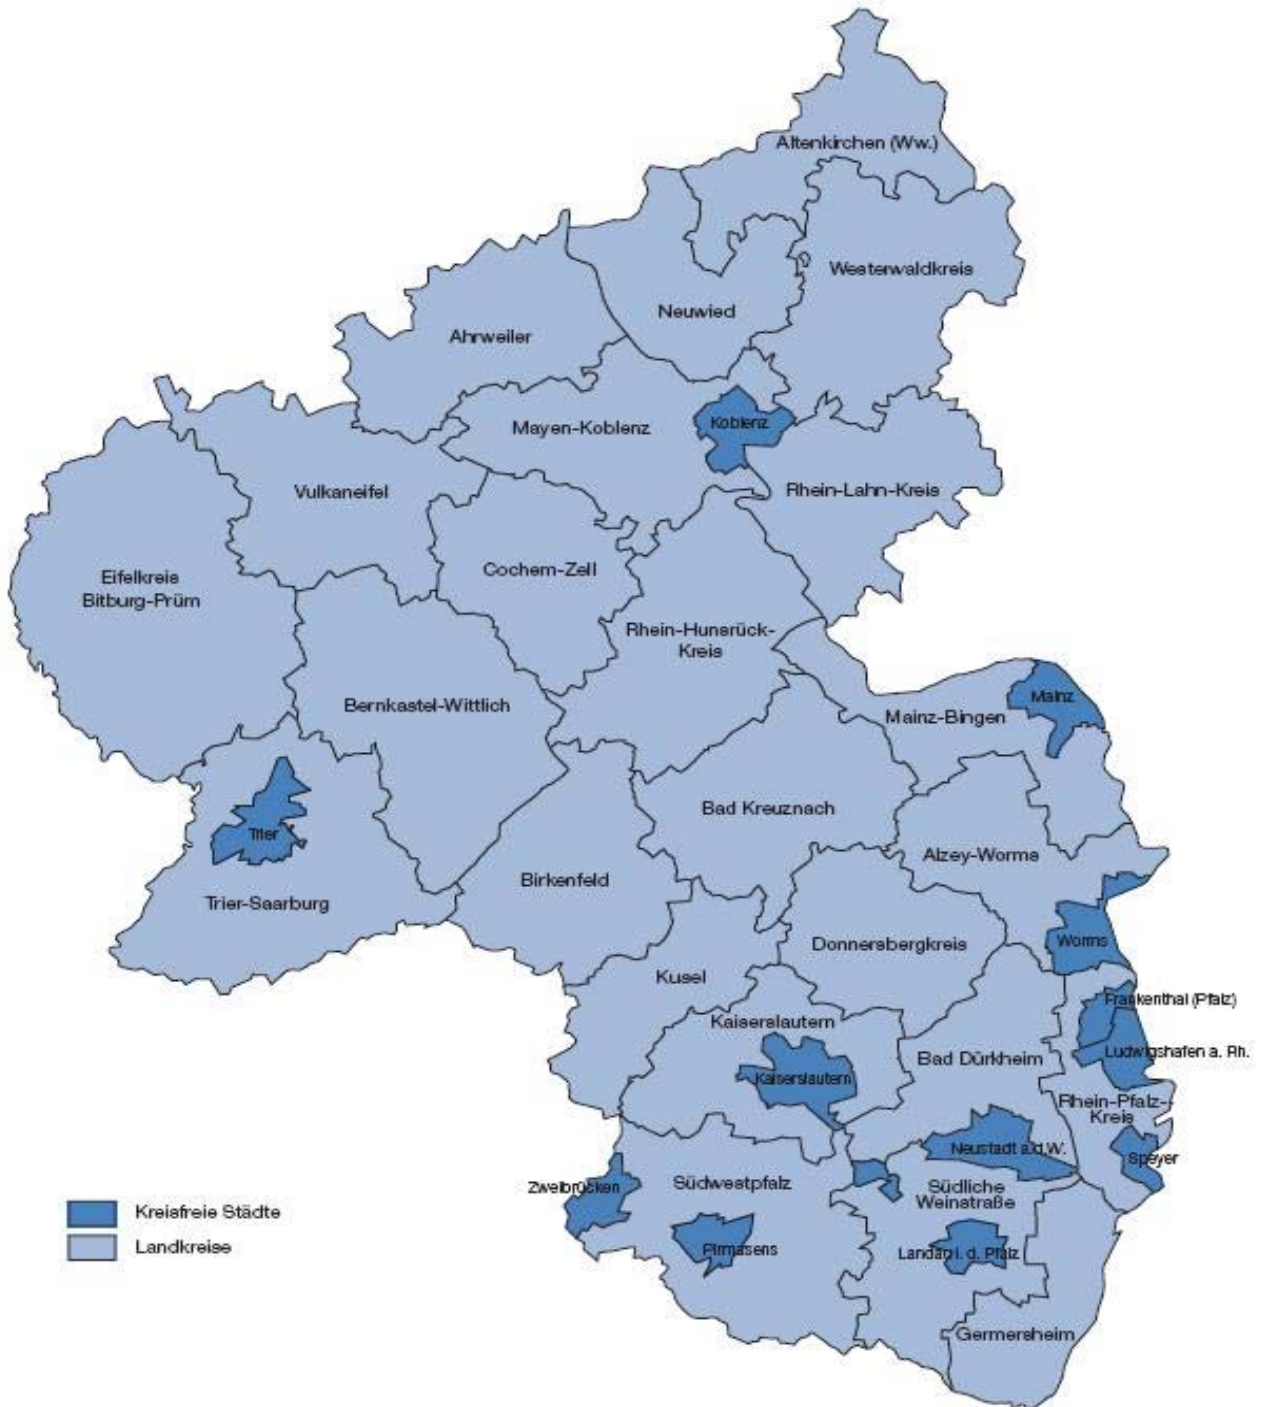 Altenkirchen (Ww.)
Westerwaldkreis
Neuwied
Ahrweiler
Mayen-Koblenz
Koblenz
Vulkaneifel
Rhein-Lahn-Kreis
Cochem-Zell
Eifelkreis
Bitburg-Prüm
Rhein-Hunsrück-
Kreis
Mainz
Bernkastel-Wittlich
Mainz-Bingen
Bad Kreuznach
Trier
Alzey-Worms
Birkenfeld
Trier-Saarburg
Donnersbergkreis
Worms
Kusel
Frankenthal (Pfalz)
Kaiserslautern
Ludwigshafen a. Rh.
Bad Dürkheim
Kaiserslautern
Rhein-Pfalz-
Kreis
Neustadt a.d.W.
Speyer
Zweibrücken
Südwestpfalz
Südliche
Weinstraße
Kreisfreie Städte
Pirmasens
Landau i. d. Pfalz
Landkreise
Germersheim